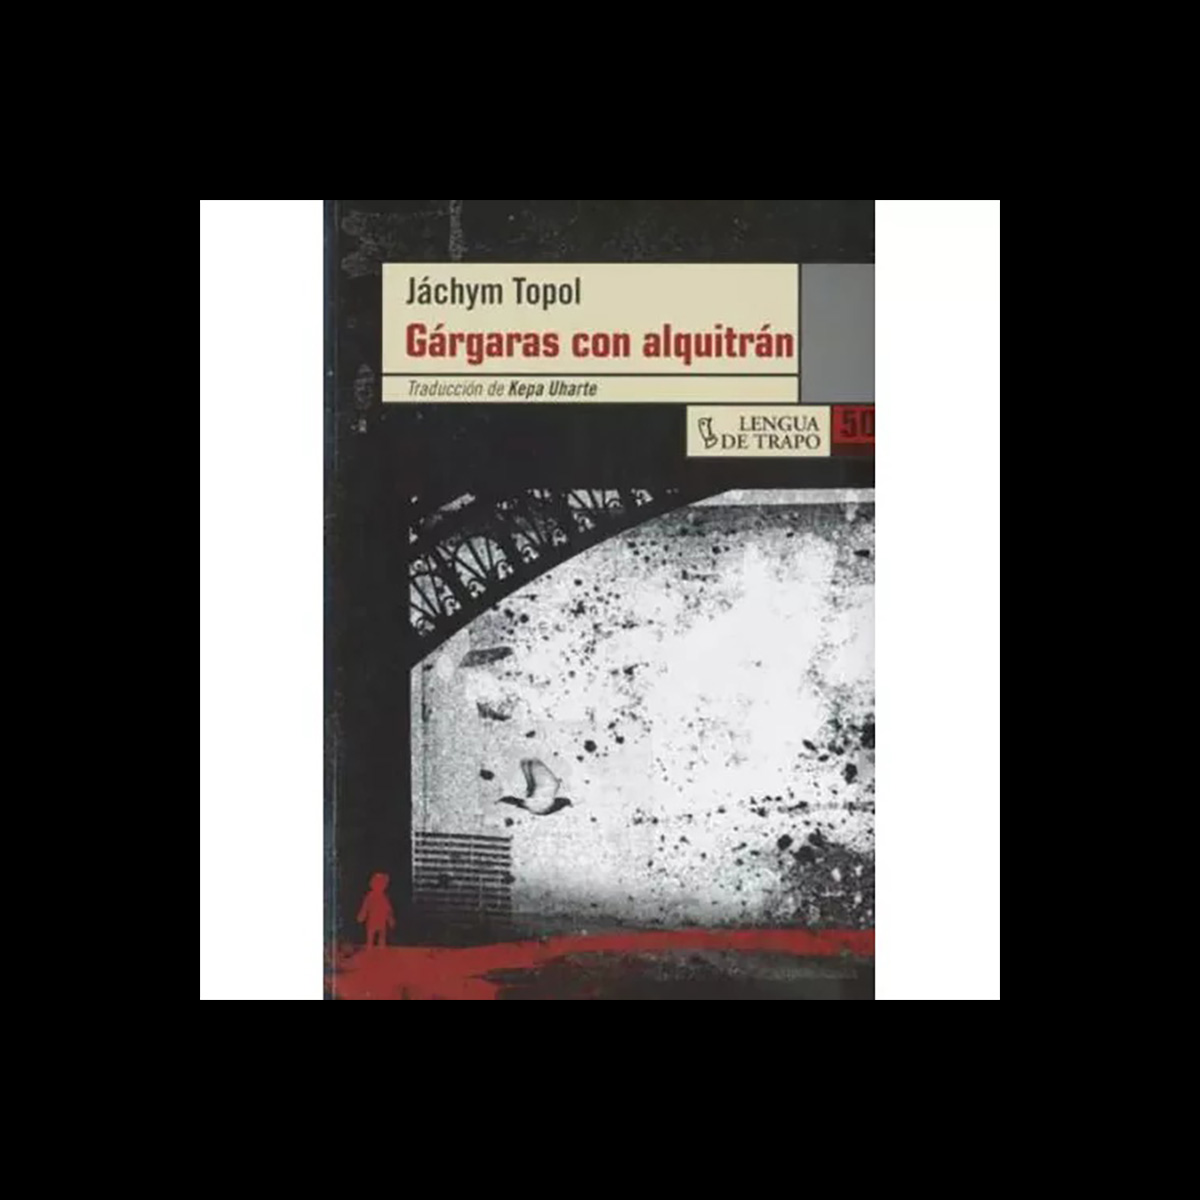 Jáchym Topol
Gárgaras con alquitrán
Traducción de Kepa Uharte
LENGUA
DE TRAPO
50